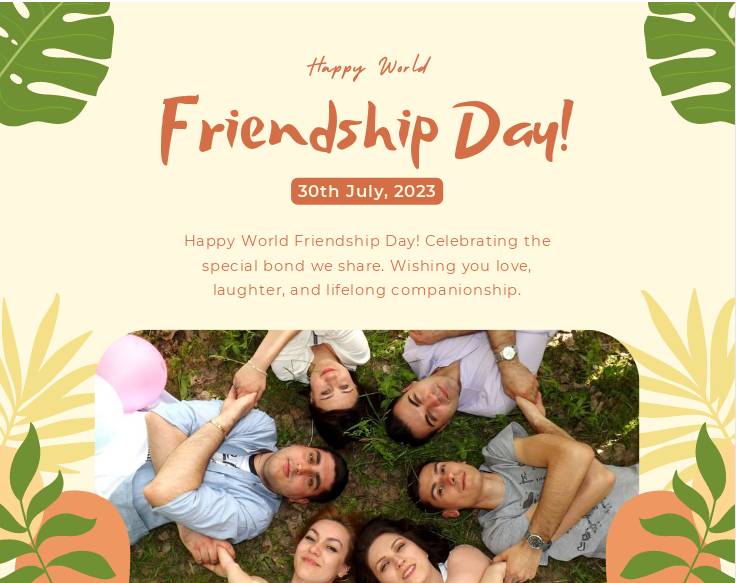 Happy World
Friendship Day!
30th July, 2023
Happy World Friendship Day! Celebrating the
special bond we share. Wishing you love,
laughter, and lifelong companionship.